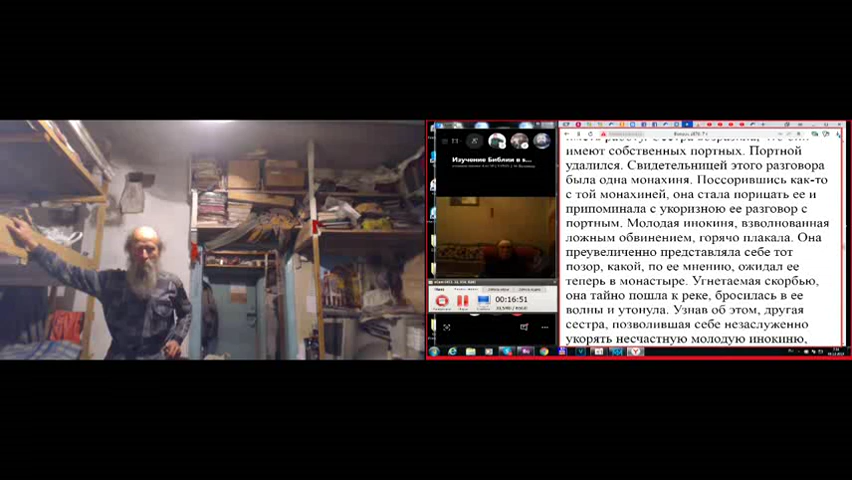 Изучение Библии в в...
00:16:51
имеют собственных портных. Портной
удалился. Свидетельницей этого разговора
была одна монахиня. Поссорившись как-то
с той монахиней, она стала порицать ее и
припоминала с укоризною ее разговор с
портным. Молодая инокиня, взволнованная
ложным обвинением, горячо плакала. Она
преувеличенно представляла себе тот
позор, какой, по ее мнению, ожидал ее
теперь в монастыре. Угнетаемая скорбью,
она тайно пошла к реке, бросилась в ее
волны и утонула. Узнав об этом, другая
сестра, позволившая себе незаслуженно
укорять несчастную молодую инокиню,